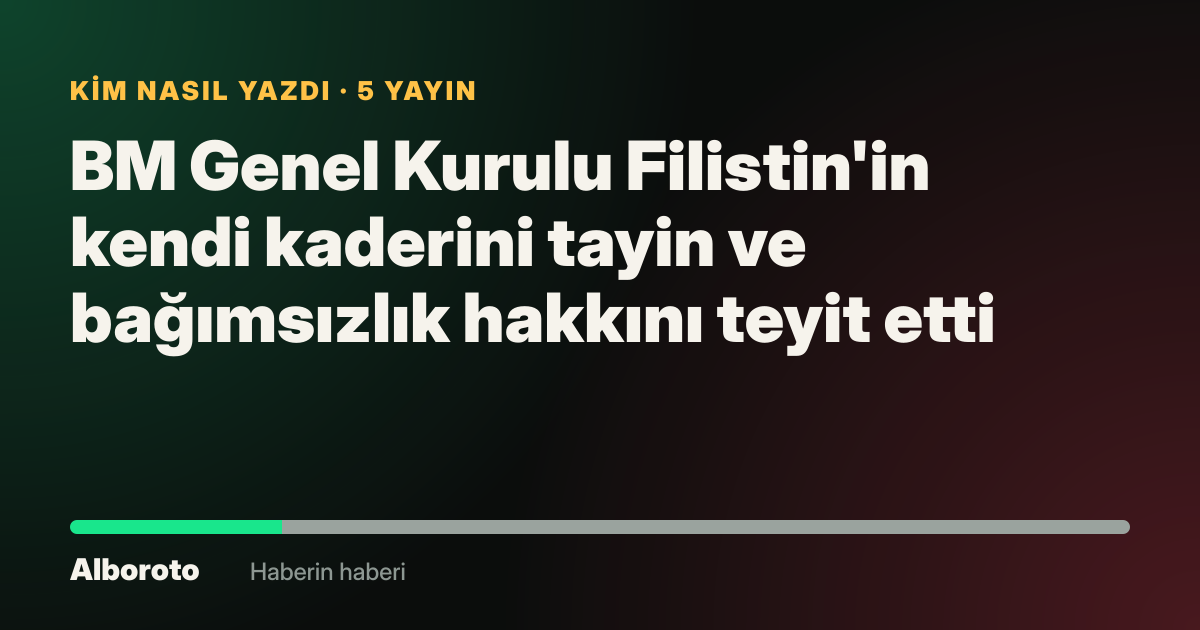 KİM NASIL YAZDI · 5 YAYIN
BM Genel Kurulu Filistin'in
kendi kaderini tayin ve
bağımsızlık hakkını teyit etti
Alboroto
Haberin haberi